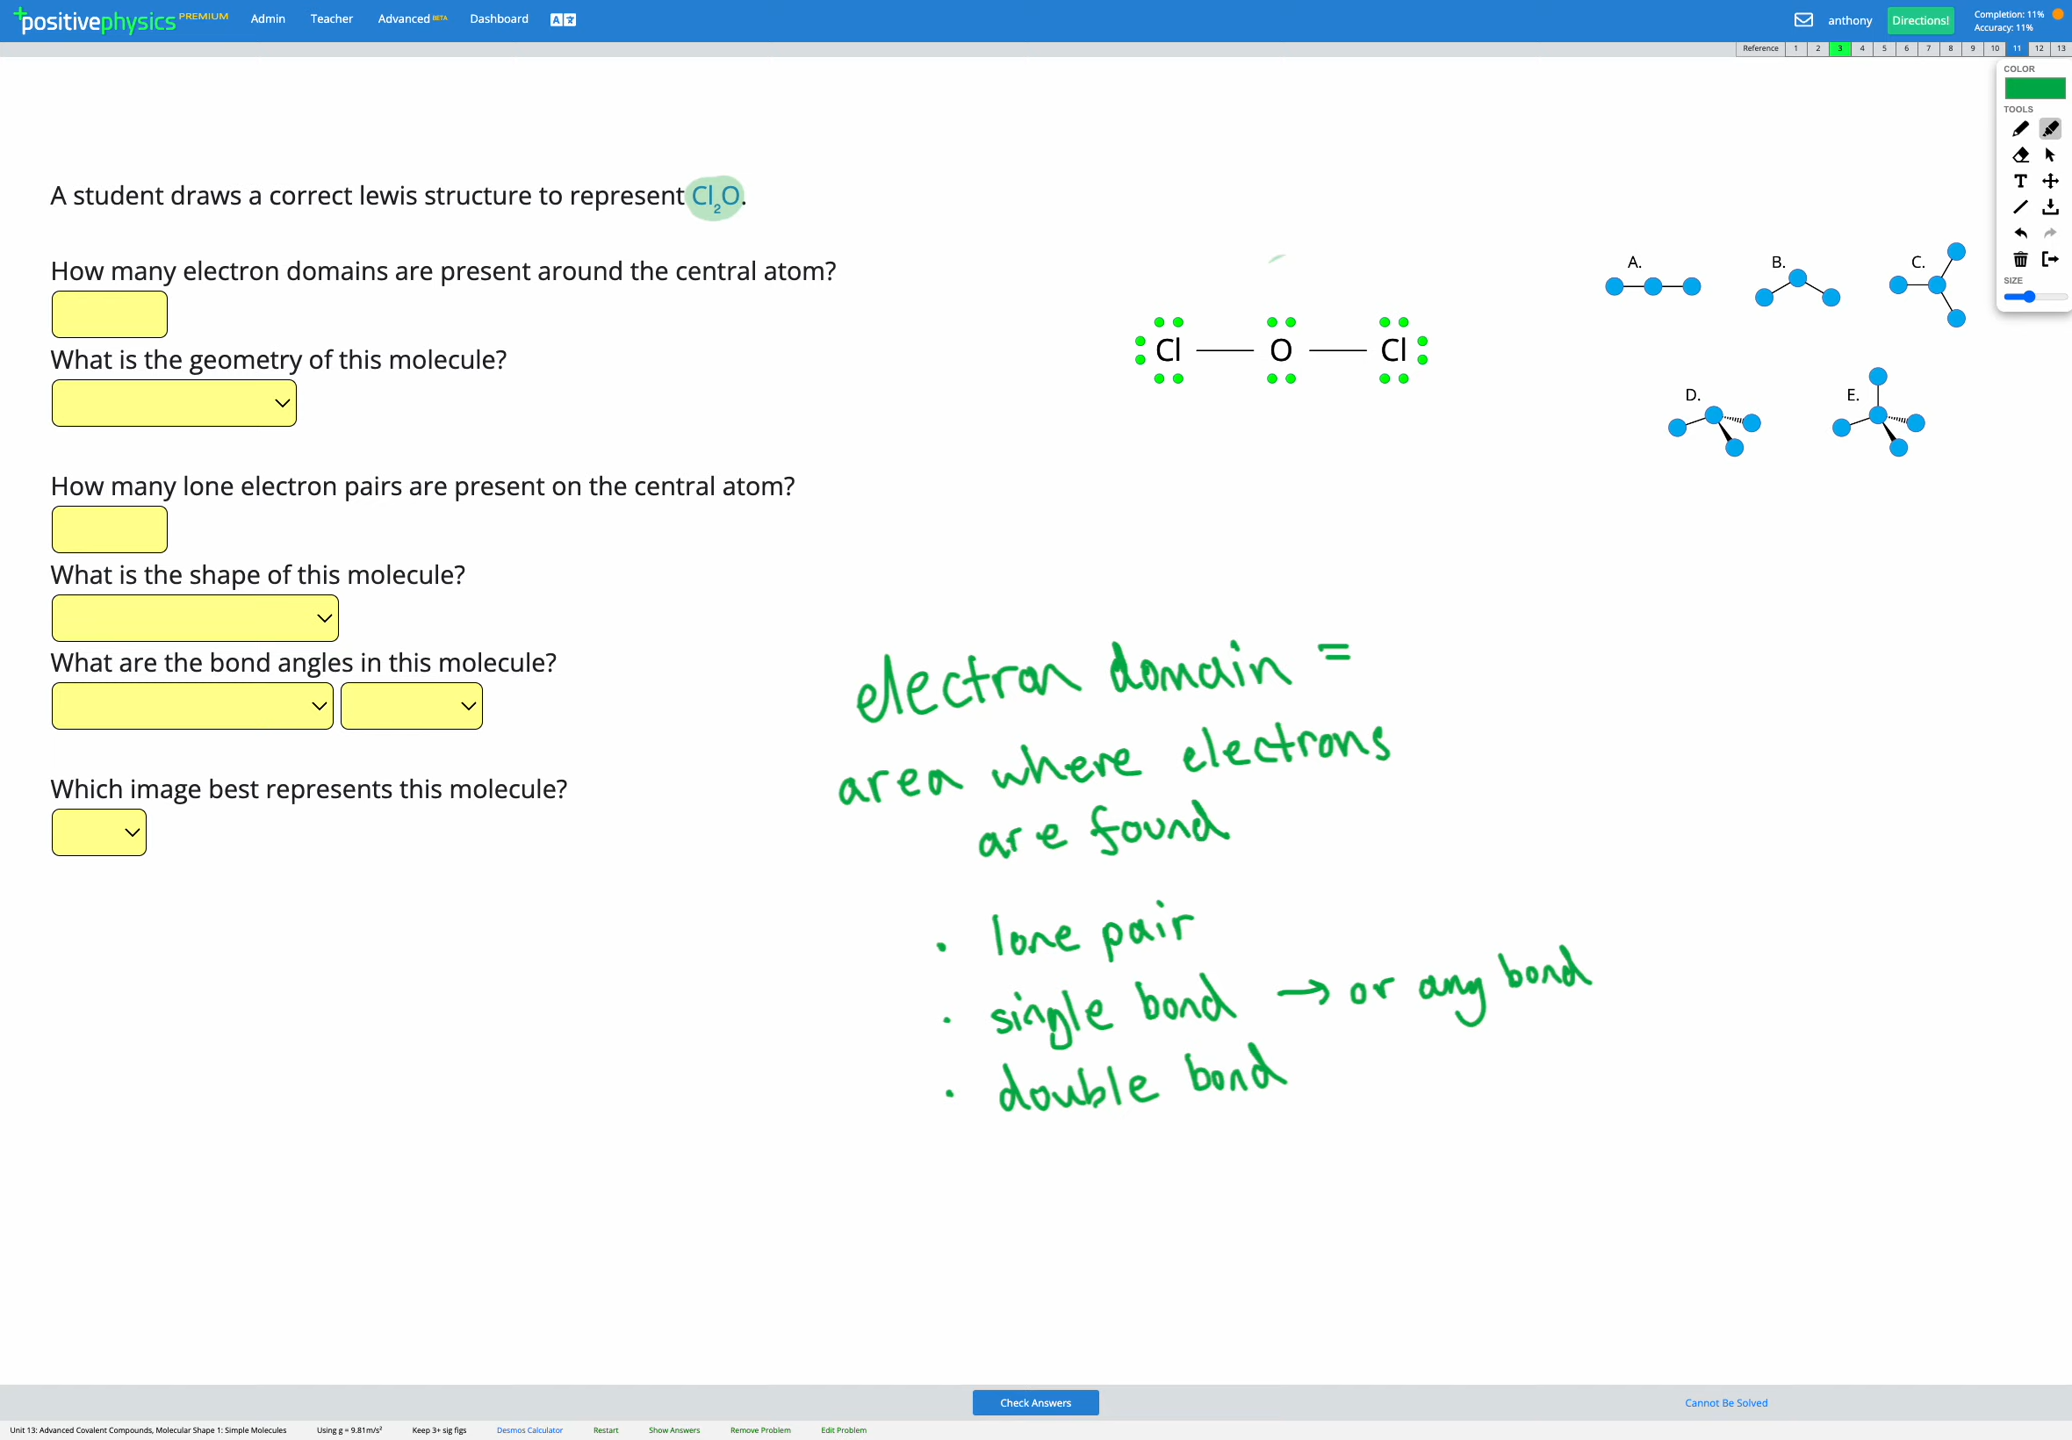 +positivephysics PREMIUM Admin Teacher Advanced BETA Dashboard A anthony Directions! Completion: 11%
Accuracy: 11%
Reference 1 2 3 4 5 6 7 8 9 10 11 12 13
COLOR
TOOLS
T
SIZE
A student draws a correct lewis structure to represent Cl₂O.
How many electron domains are present around the central atom?
What is the geometry of this molecule?
How many lone electron pairs are present on the central atom?
What is the shape of this molecule?
What are the bond angles in this molecule?
Which image best represents this molecule?
Cl O Cl
A. B. C.
D. E.
electron domain =
area where electrons
are found
• lone pair
• single bond → or any bond
• double bond
Check Answers Cannot Be Solved
Unit 13: Advanced Covalent Compounds, Molecular Shape 1: Simple Molecules Using g = 9.81m/s² Keep 3+ sig figs Desmos Calculator Restart Show Answers Remove Problem Edit Problem